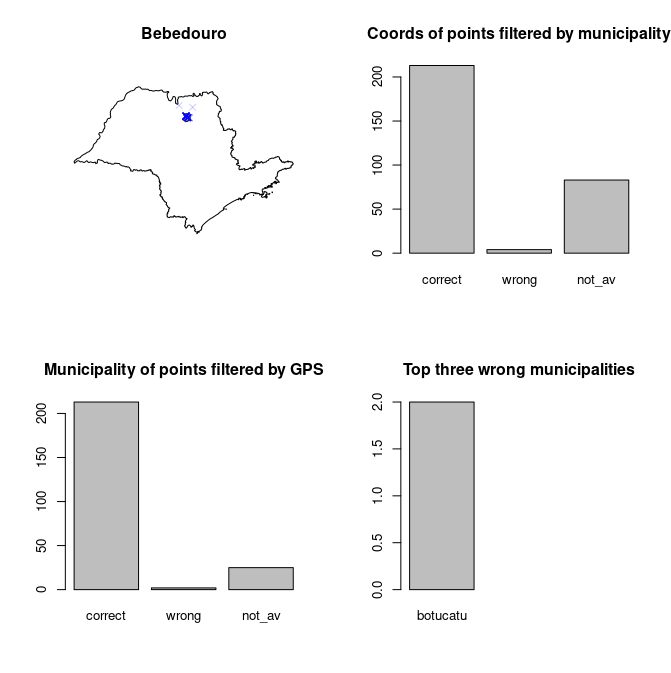 Bebedouro
Coords of points filtered by municipality
200
150
100
50
0
correct wrong not_av
Municipality of points filtered by GPS
200
150
100
50
0
correct wrong not_av
Top three wrong municipalities
2.0
1.5
1.0
0.5
0.0
botucatu